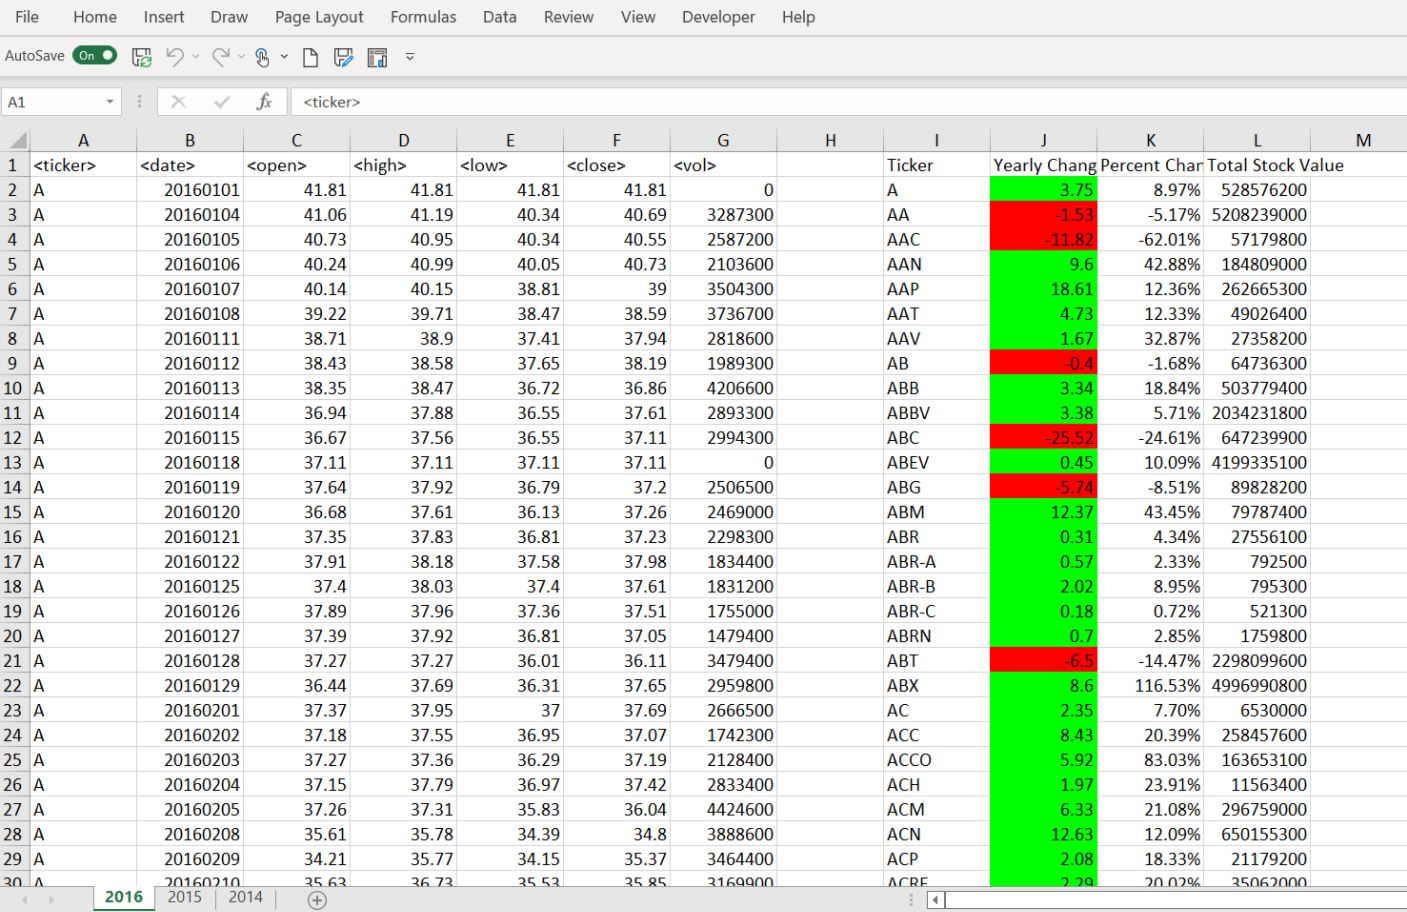 File Home Insert Draw Page Layout Formulas Data Review View Developer Help
AutoSave On
A1 fx <ticker>
A B C D E F G H I J K L M
1 <ticker> <date> <open> <high> <low> <close> <vol> Ticker Yearly Chang Percent Chan Total Stock Value
2 A 20160101 41.81 41.81 41.81 41.81 0 A 3.75 8.97% 528576200
3 A 20160104 41.06 41.19 40.34 40.69 3287300 AA -1.53 -5.17% 5208239000
4 A 20160105 40.73 40.95 40.34 40.55 2587200 AAC -11.82 -62.01% 57179800
5 A 20160106 40.24 40.99 40.05 40.73 2103600 AAN 9.6 42.88% 184809000
6 A 20160107 40.14 40.15 38.81 39 3504300 AAP 18.61 12.36% 262665300
7 A 20160108 39.22 39.71 38.47 38.59 3736700 AAT 4.73 12.33% 49026400
8 A 20160111 38.71 38.9 37.41 37.94 2818600 AAV 1.67 32.87% 27358200
9 A 20160112 38.43 38.58 37.65 38.19 1989300 AB -0.4 -1.68% 64736300
10 A 20160113 38.35 38.47 36.72 36.86 4206600 ABB 3.34 18.84% 503779400
11 A 20160114 36.94 37.88 36.55 37.61 2893300 ABBV 3.38 5.71% 2034231800
12 A 20160115 36.67 37.56 36.55 37.11 2994300 ABC -25.52 -24.61% 647239900
13 A 20160118 37.11 37.11 37.11 37.11 0 ABEV 0.45 10.09% 4199335100
14 A 20160119 37.64 37.92 36.79 37.2 2506500 ABG -5.74 -8.51% 89828200
15 A 20160120 36.68 37.61 36.13 37.26 2469000 ABM 12.37 43.45% 79787400
16 A 20160121 37.35 37.83 36.81 37.23 2298300 ABR 0.31 4.34% 27556100
17 A 20160122 37.91 38.18 37.58 37.98 1834400 ABR-A 0.57 2.33% 792500
18 A 20160125 37.4 38.03 37.4 37.61 1831200 ABR-B 2.02 8.95% 795300
19 A 20160126 37.89 37.96 37.36 37.51 1755000 ABR-C 0.18 0.72% 521300
20 A 20160127 37.39 37.92 36.81 37.05 1479400 ABRN 0.7 2.85% 1759800
21 A 20160128 37.27 37.27 36.01 36.11 3479400 ABT -6.5 -14.47% 2298099600
22 A 20160129 36.44 37.69 36.31 37.65 2959800 ABX 8.6 116.53% 4996990800
23 A 20160201 37.37 37.95 37 37.69 2666500 AC 2.35 7.70% 6530000
24 A 20160202 37.18 37.55 36.95 37.07 1742300 ACC 8.43 20.39% 258457600
25 A 20160203 37.27 37.36 36.29 37.19 2128400 ACCO 5.92 83.03% 163653100
26 A 20160204 37.15 37.79 36.97 37.42 2833400 ACH 1.97 23.91% 11563400
27 A 20160205 37.26 37.31 35.83 36.04 4424600 ACM 6.33 21.08% 296759000
28 A 20160208 35.61 35.78 34.39 34.8 3888600 ACN 12.63 12.09% 650155300
29 A 20160209 34.21 35.77 34.15 35.37 3464400 ACP 2.08 18.33% 21179200
30 A 20160210 35.63 36.73 35.53 35.85 3169900 ACRE 2.29 20.02% 35062000
2016 2015 2014